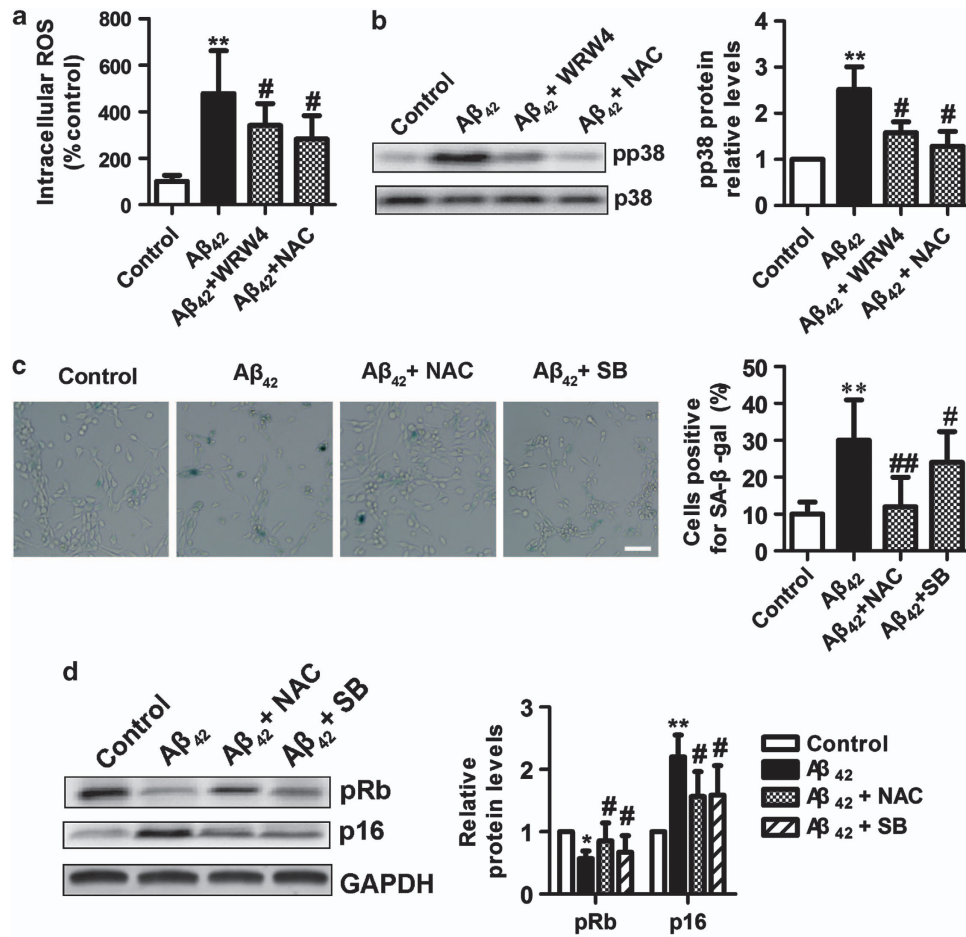 a
Intracellular ROS
(% control)
800
600
400
200
0
**
#
#
Control
Aβ42
Aβ42+WRW4
Aβ42+NAC
b
Control
Aβ42
Aβ42+WRW4
Aβ42+ NAC
pp38
p38
pp38 protein
relative levels
4
3
2
1
0
**
#
#
Control
Aβ42
Aβ42+ WRW4
Aβ42+ NAC
c
Control
Aβ42
Aβ42+ NAC
Aβ42+ SB
Cells positive
for SA-β -gal (%)
50
40
30
20
10
0
**
##
#
Control
Aβ42
Aβ42+NAC
Aβ42+SB
d
Control
Aβ42
Aβ42+ NAC
Aβ42+ SB
pRb
p16
GAPDH
Relative
protein levels
3
2
1
0
*
#
#
**
#
#
pRb
p16
Control
Aβ 42
Aβ 42 + NAC
Aβ 42 + SB